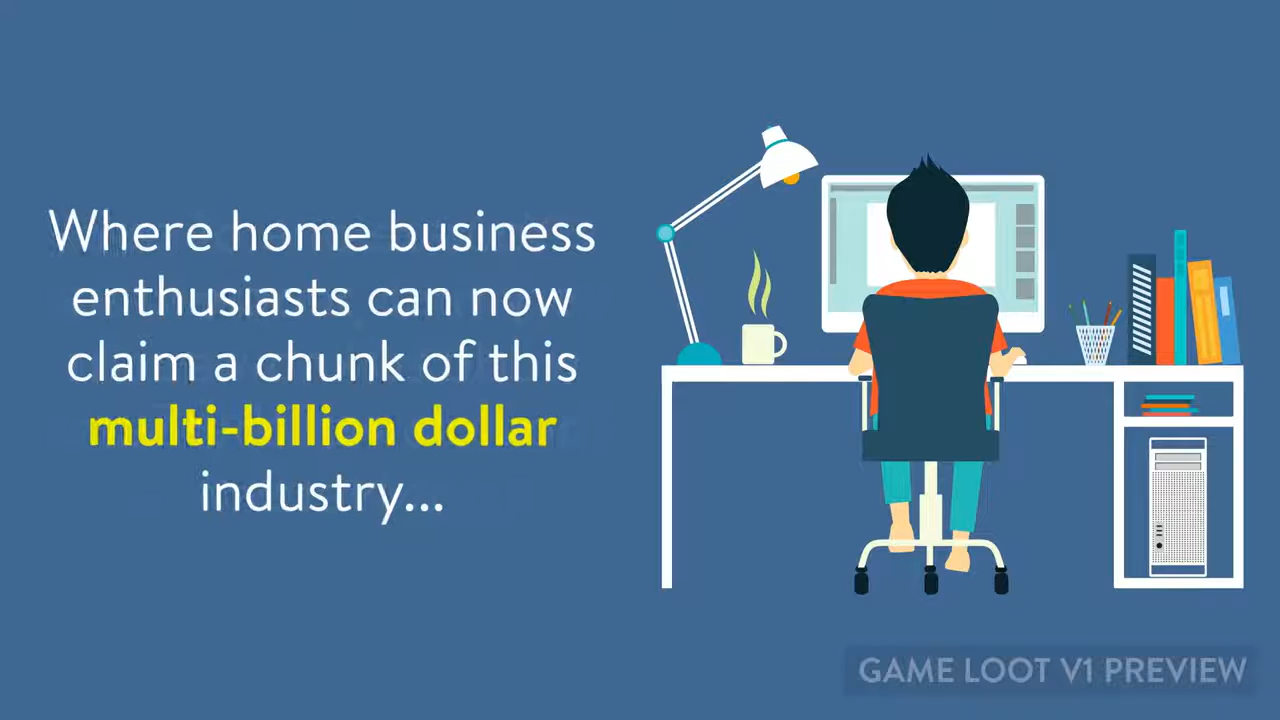 Where home business
enthusiasts can now
claim a chunk of this
multi-billion dollar
industry...
GAME LOOT V1 PREVIEW